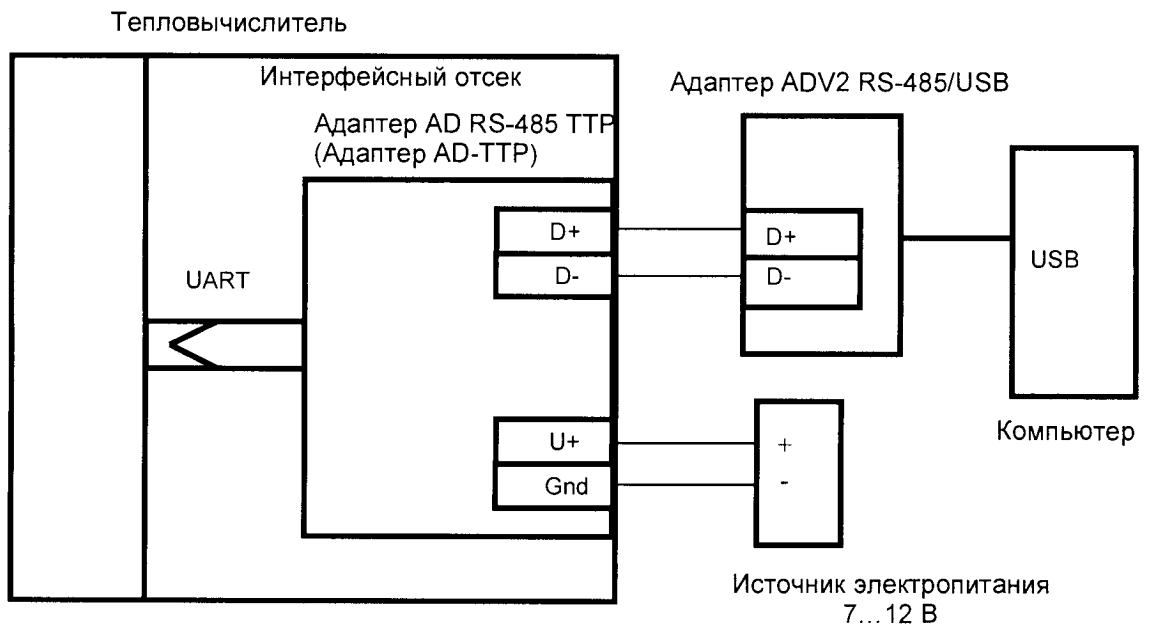 Тепловычислитель
Интерфейсный отсек
Адаптер ADV2 RS-485/USB
Адаптер AD RS-485 TTP
(Адаптер AD-TTP)
D+
D-
D+
D-
USB
UART
U+
Gnd
+
-
Компьютер
Источник электропитания
7...12 В